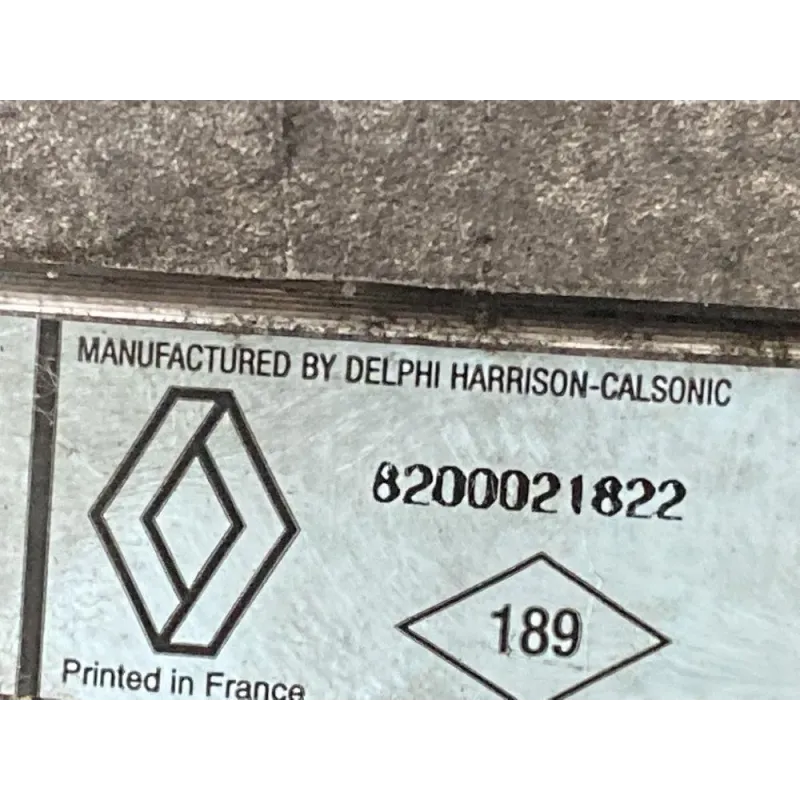 MANUFACTURED BY DELPHI HARRISON-CALSONIC
8200021822
189
Printed in France